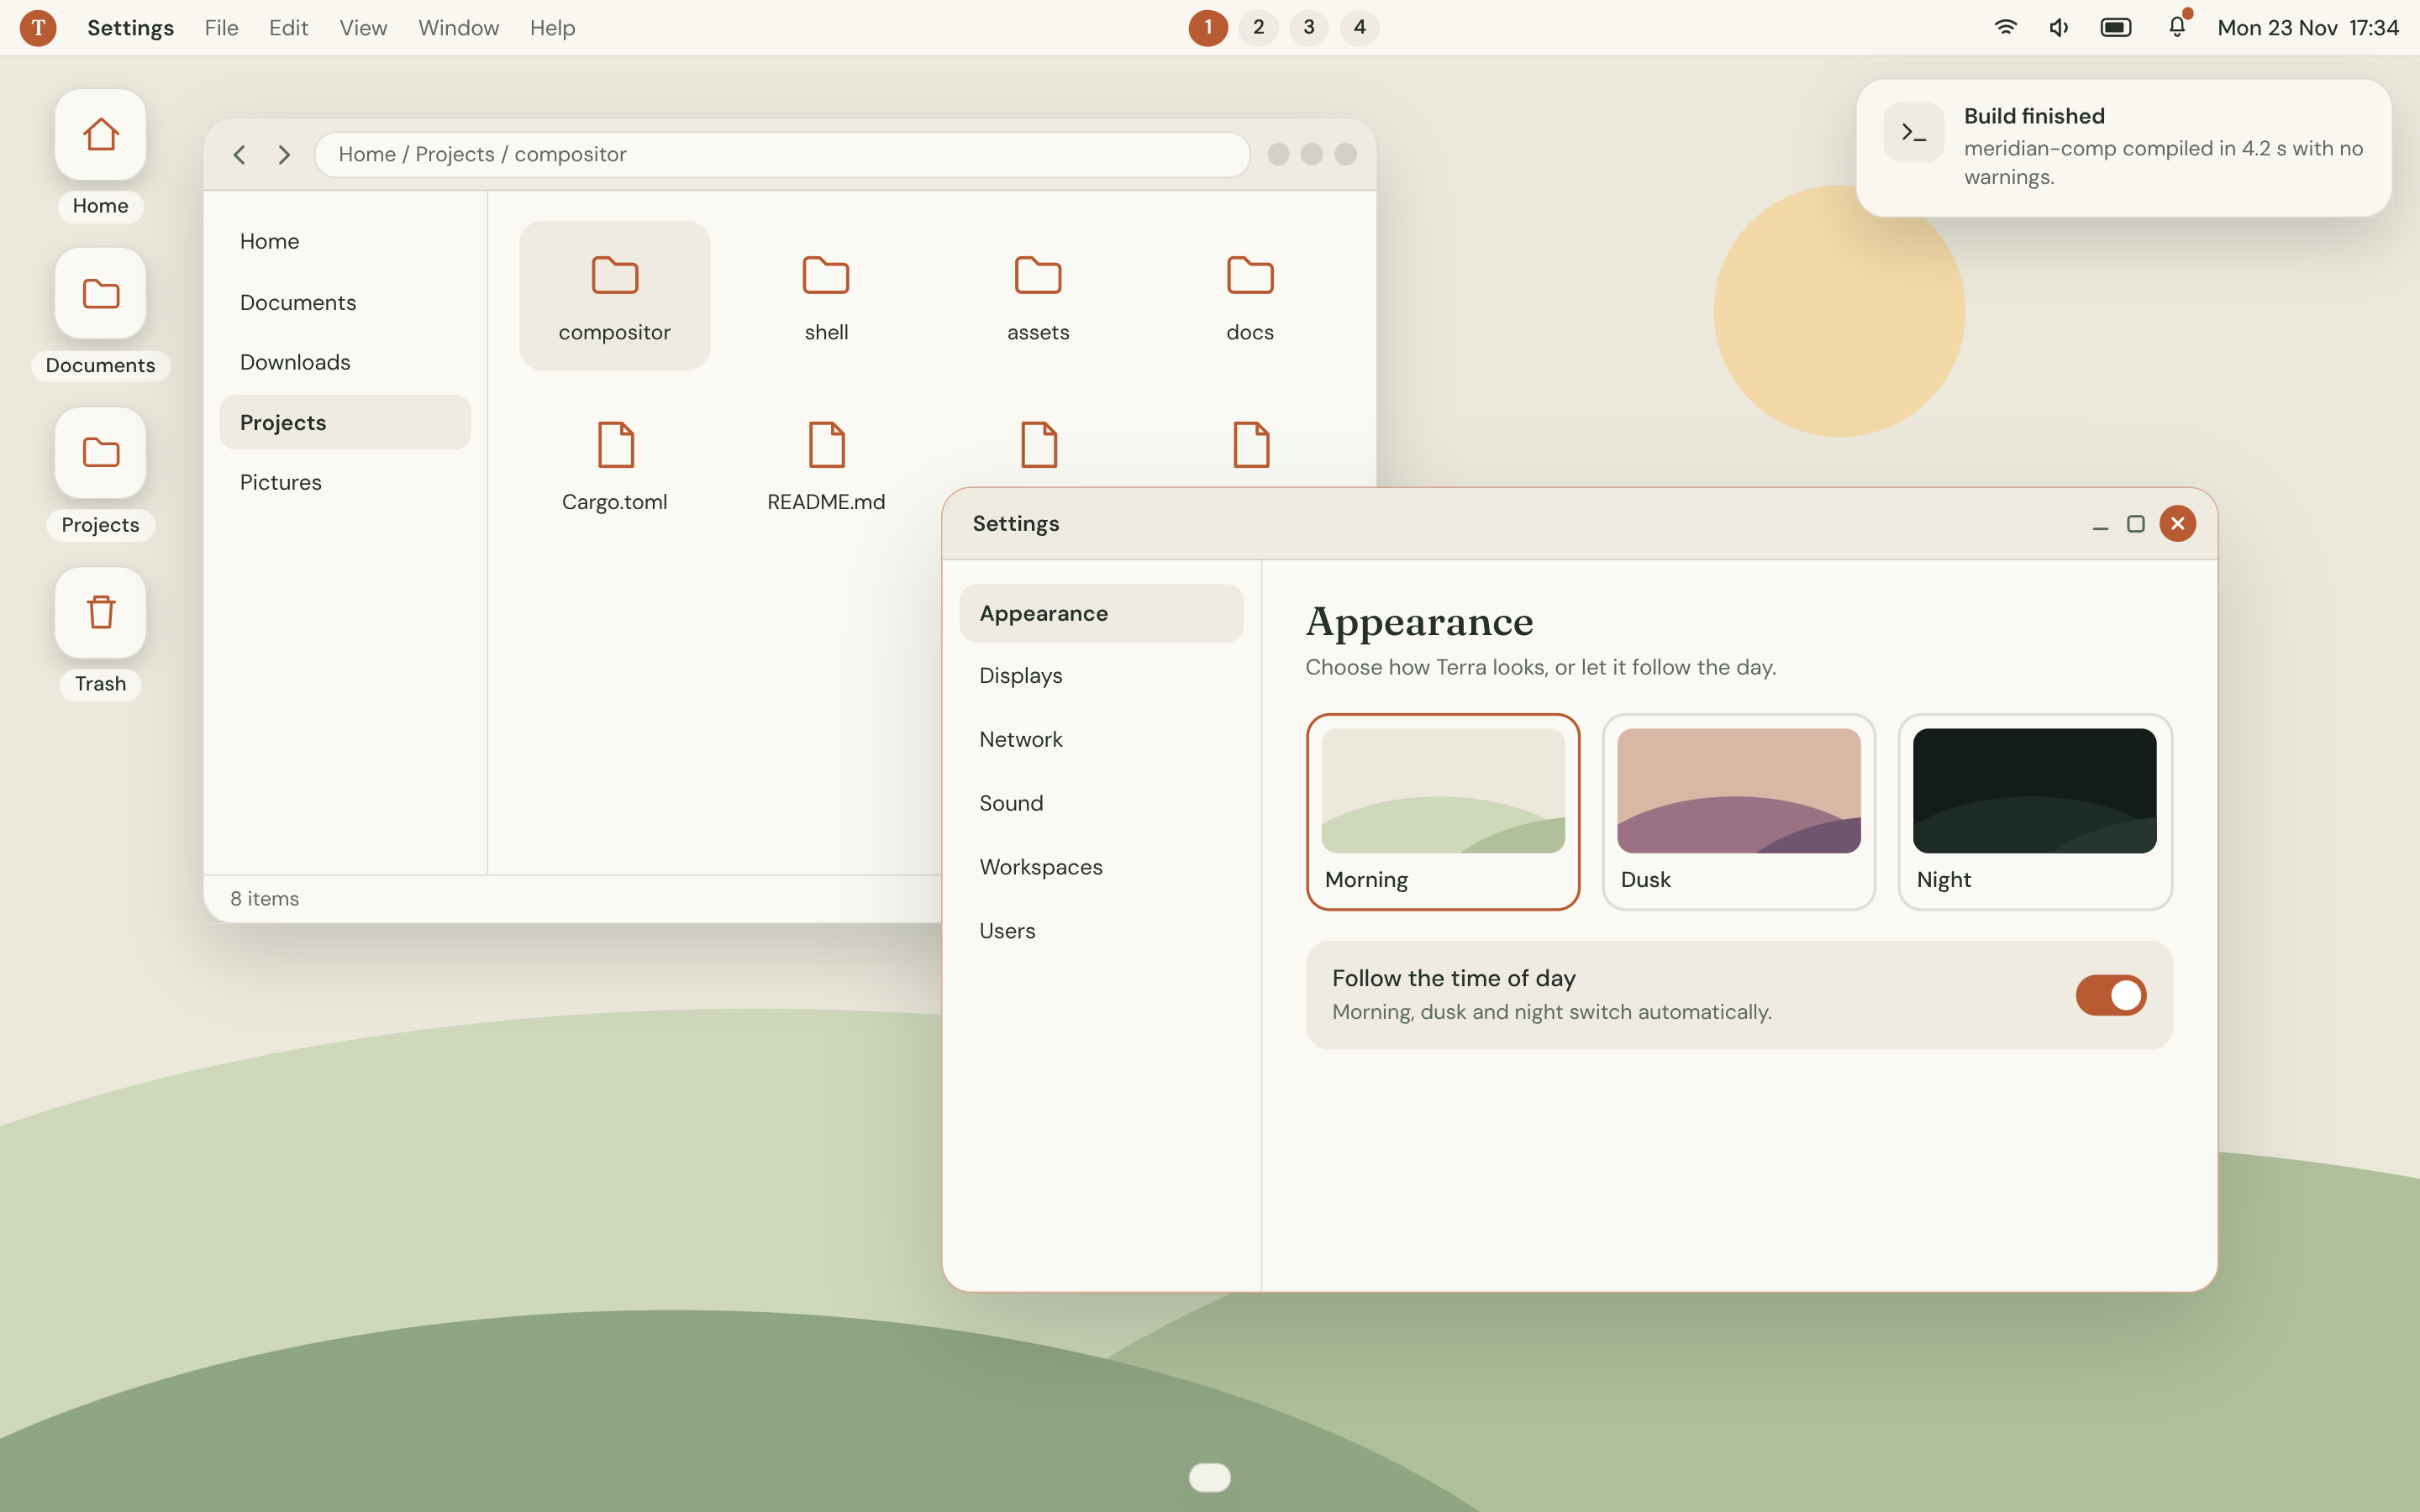 T Settings File Edit View Window Help 1 2 3 4 Mon 23 Nov 17:34
Build finished
meridian-comp compiled in 4.2 s with no
warnings.
Home
Documents
Projects
Trash
Home / Projects / compositor
Home
Documents
Downloads
Projects
Pictures
compositor shell assets docs
Cargo.toml README.md
8 items
Settings
Appearance
Displays
Network
Sound
Workspaces
Users
Appearance
Choose how Terra looks, or let it follow the day.
Morning Dusk Night
Follow the time of day
Morning, dusk and night switch automatically.